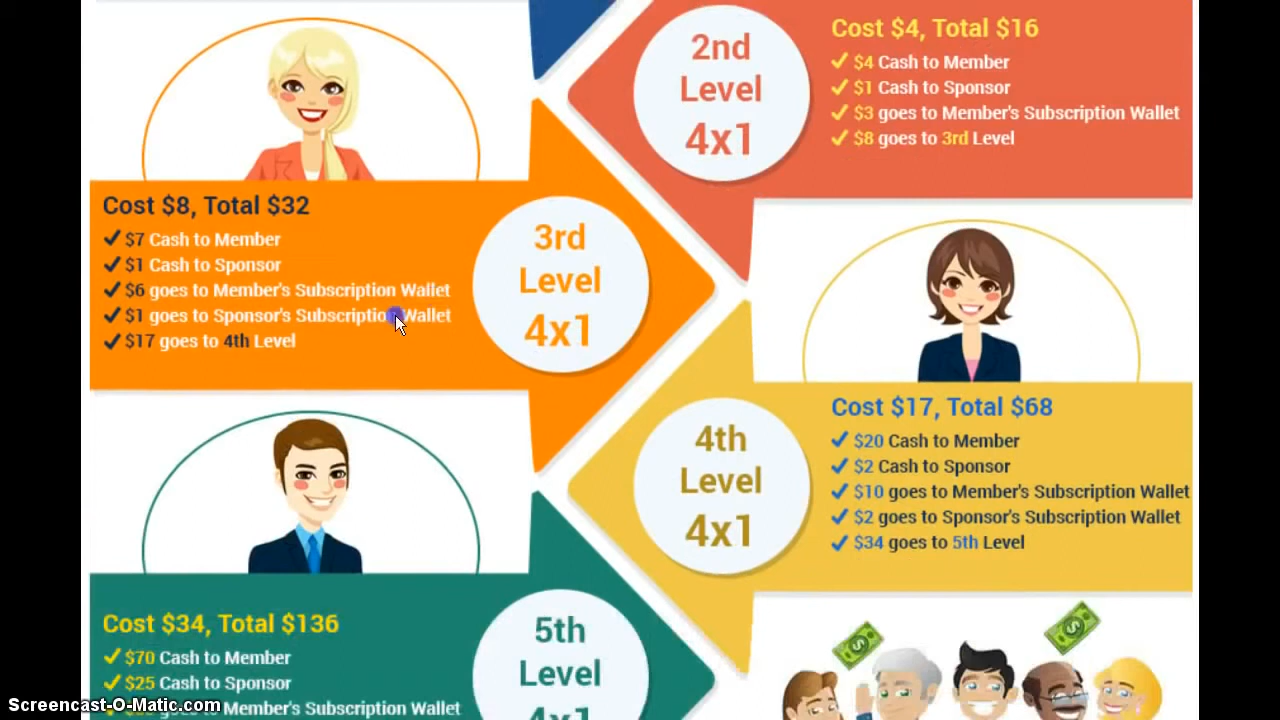 2nd
Level
4x1
Cost $4, Total $16
$4 Cash to Member
$1 Cash to Sponsor
$3 goes to Member's Subscription Wallet
$8 goes to 3rd Level
Cost $8, Total $32
$7 Cash to Member
$1 Cash to Sponsor
$6 goes to Member's Subscription Wallet
$1 goes to Sponsor's Subscription Wallet
$17 goes to 4th Level
3rd
Level
4x1
4th
Level
4x1
Cost $17, Total $68
$20 Cash to Member
$2 Cash to Sponsor
$10 goes to Member's Subscription Wallet
$2 goes to Sponsor's Subscription Wallet
$34 goes to 5th Level
Cost $34, Total $136
$70 Cash to Member
$25 Cash to Sponsor
goes to Member's Subscription Wallet
5th
Level
4x1
Screencast-O-Matic.com